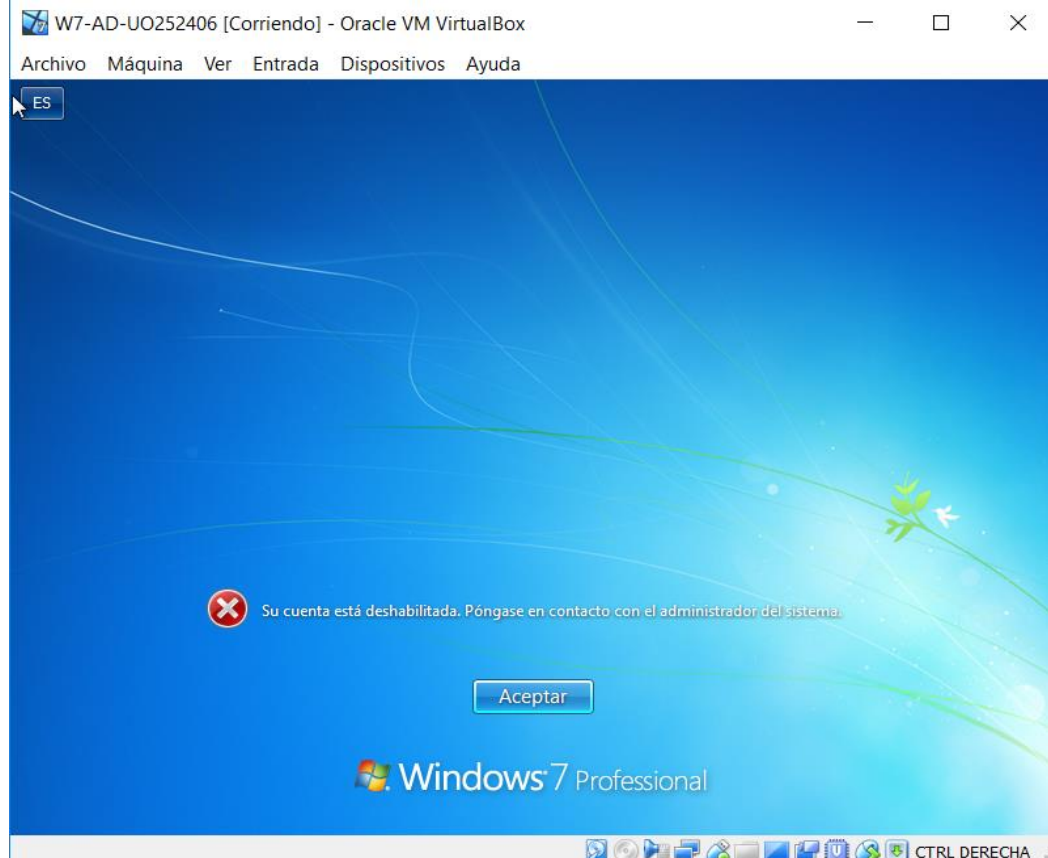 W7-AD-UO252406 [Corriendo] - Oracle VM VirtualBox
Archivo Máquina Ver Entrada Dispositivos Ayuda
ES
Su cuenta está deshabilitada. Póngase en contacto con el administrador del sistema.
Aceptar
Windows 7 Professional
CTRL DERECHA